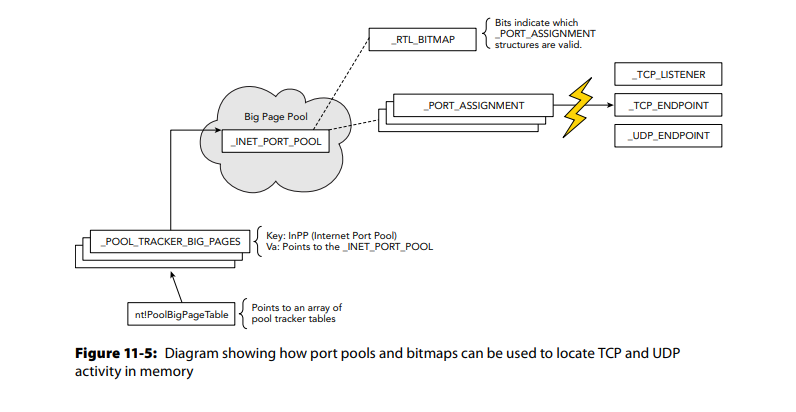 _RTL_BITMAP
Bits indicate which
_PORT_ASSIGNMENT
structures are valid.
_TCP_LISTENER
Big Page Pool
_PORT_ASSIGNMENT
_TCP_ENDPOINT
_INET_PORT_POOL
_UDP_ENDPOINT
_POOL_TRACKER_BIG_PAGES
Key: InPP (Internet Port Pool)
Va: Points to the _INET_PORT_POOL
nt!PoolBigPageTable
Points to an array of
pool tracker tables
Figure 11-5: Diagram showing how port pools and bitmaps can be used to locate TCP and UDP
activity in memory